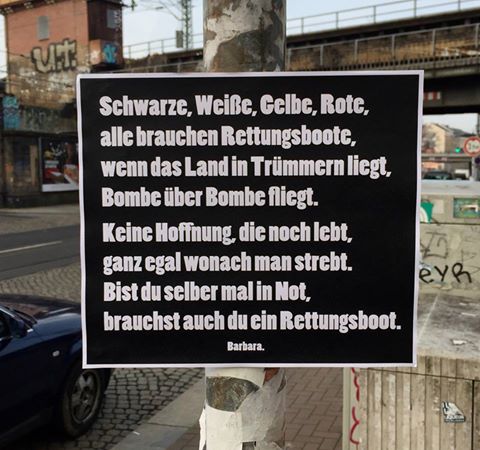 Schwarze, Weiße, Gelbe, Rote,
alle brauchen Rettungsboote,
wenn das Land in Trümmern liegt,
Bombe über Bombe fliegt.
Keine Hoffnung, die noch lebt,
ganz egal wonach man strebt.
Bist du selber mal in Not,
brauchst auch du ein Rettungsboot.
Barbara.